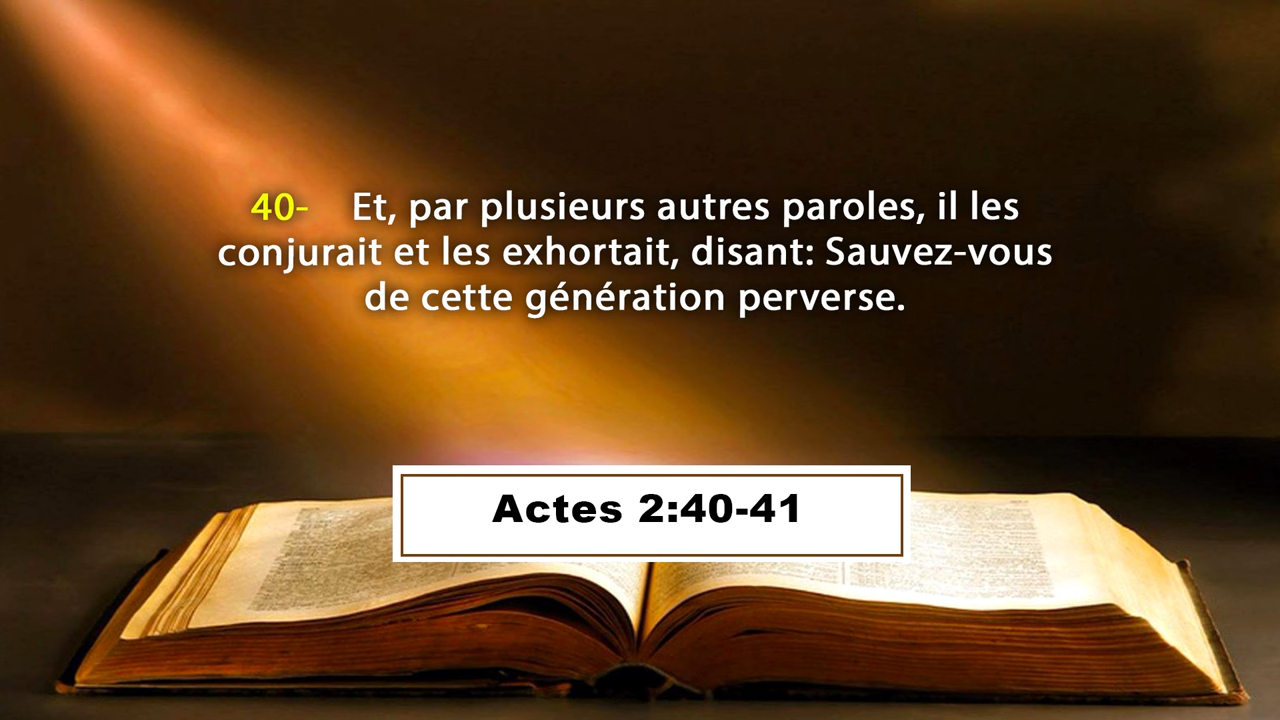 40- Et, par plusieurs autres paroles, il les
conjurait et les exhortait, disant: Sauvez-vous
de cette génération perverse.
Actes 2:40-41